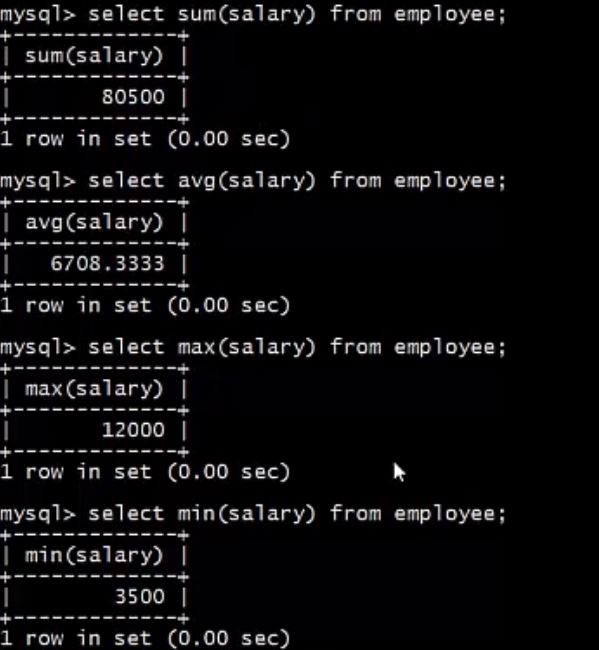 mysql> select sum(salary) from employee;
+-------------+
| sum(salary) |
+-------------+
|       80500 |
+-------------+
1 row in set (0.00 sec)
mysql> select avg(salary) from employee;
+-------------+
| avg(salary) |
+-------------+
|   6708.3333 |
+-------------+
1 row in set (0.00 sec)
mysql> select max(salary) from employee;
+-------------+
| max(salary) |
+-------------+
|       12000 |
+-------------+
1 row in set (0.00 sec)
mysql> select min(salary) from employee;
+-------------+
| min(salary) |
+-------------+
|        3500 |
+-------------+
1 row in set (0.00 sec)